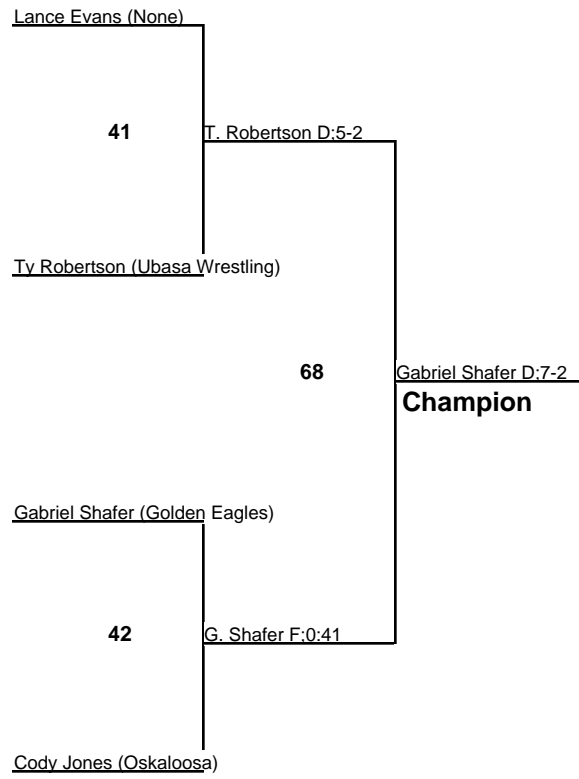 Lance Evans (None)
41
T. Robertson D;5-2
Ty Robertson (Ubasa Wrestling)
68
Gabriel Shafer D;7-2
Champion
Gabriel Shafer (Golden Eagles)
42
G. Shafer F;0:41
Cody Jones (Oskaloosa)